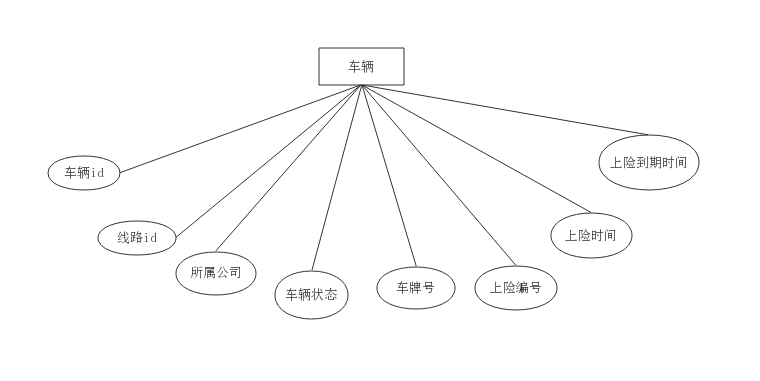 车辆
车辆id
线路id
所属公司
车辆状态
车牌号
上险编号
上险时间
上险到期时间